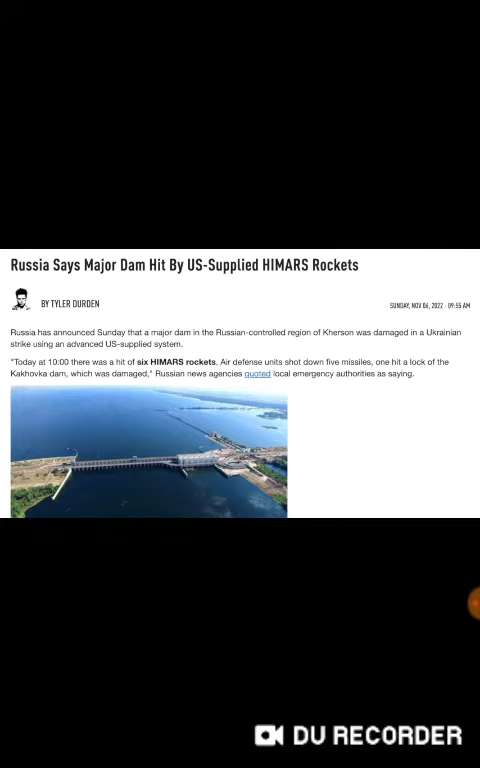 Russia Says Major Dam Hit By US-Supplied HIMARS Rockets
BY TYLER DURDEN
SUNDAY, NOV 06, 2022 - 09:55 AM
Russia has announced Sunday that a major dam in the Russian-controlled region of Kherson was damaged in a Ukrainian
strike using an advanced US-supplied system.
"Today at 10:00 there was a hit of six HIMARS rockets. Air defense units shot down five missiles, one hit a lock of the
Kakhovka dam, which was damaged," Russian news agencies quoted local emergency authorities as saying.
DU RECORDER